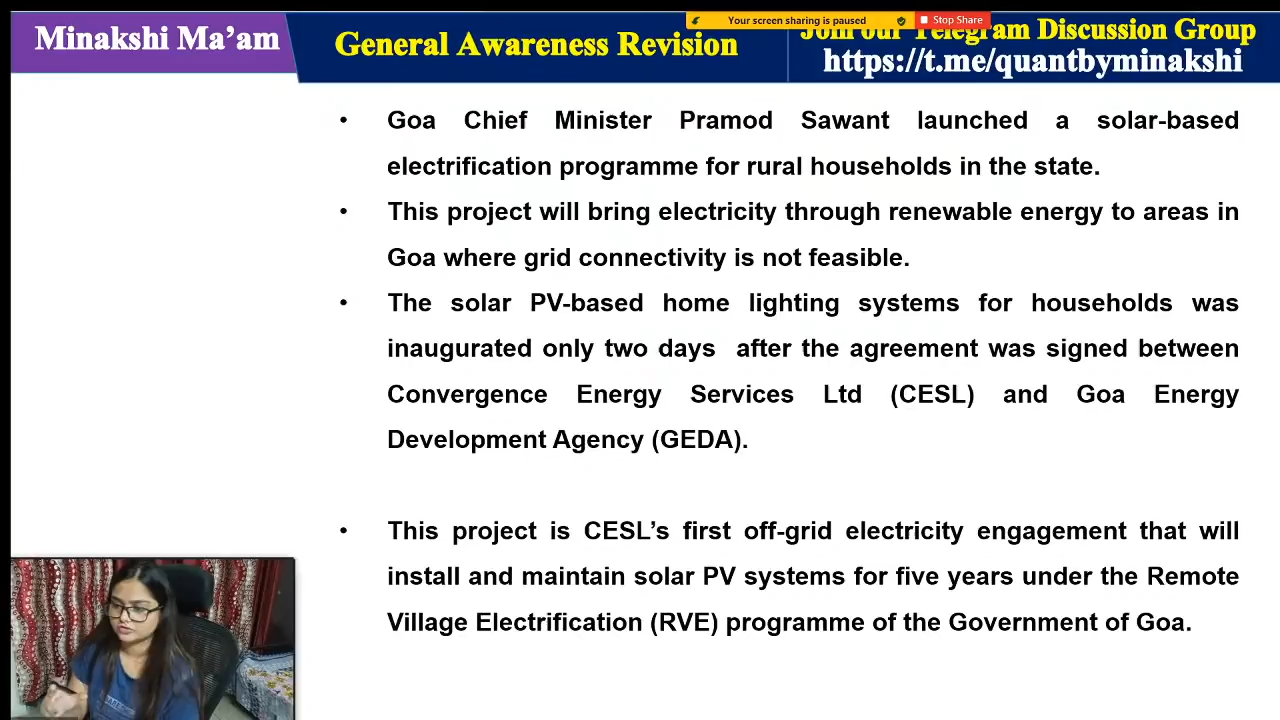 Your screen sharing is paused Stop Share
Minakshi Ma'am
General Awareness Revision
Join our Telegram Discussion Group
https://t.me/quantbyminakshi
• Goa Chief Minister Pramod Sawant launched a solar-based
electrification programme for rural households in the state.
• This project will bring electricity through renewable energy to areas in
Goa where grid connectivity is not feasible.
• The solar PV-based home lighting systems for households was
inaugurated only two days after the agreement was signed between
Convergence Energy Services Ltd (CESL) and Goa Energy
Development Agency (GEDA).
• This project is CESL's first off-grid electricity engagement that will
install and maintain solar PV systems for five years under the Remote
Village Electrification (RVE) programme of the Government of Goa.